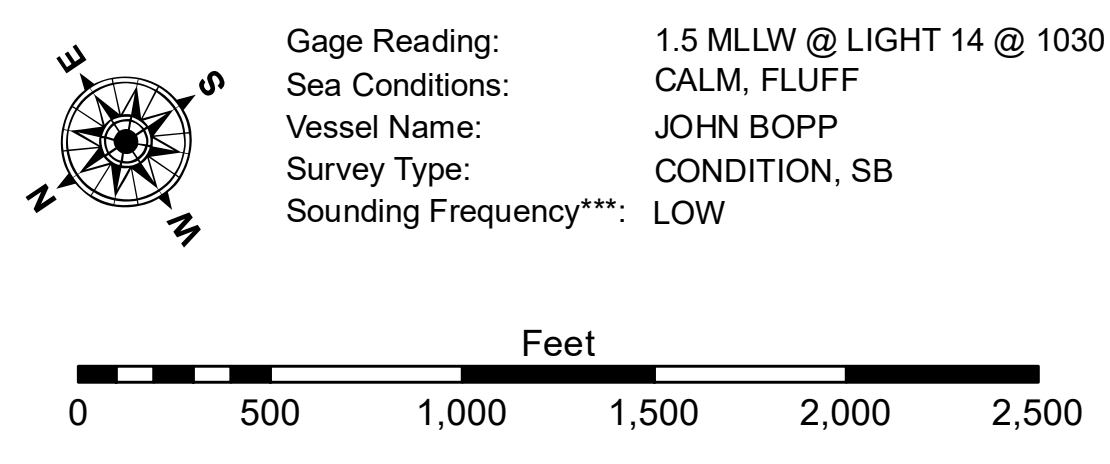 E
S
N
W
Gage Reading: 1.5 MLLW @ LIGHT 14 @ 1030
Sea Conditions: CALM, FLUFF
Vessel Name: JOHN BOPP
Survey Type: CONDITION, SB
Sounding Frequency***: LOW
Feet
0 500 1,000 1,500 2,000 2,500